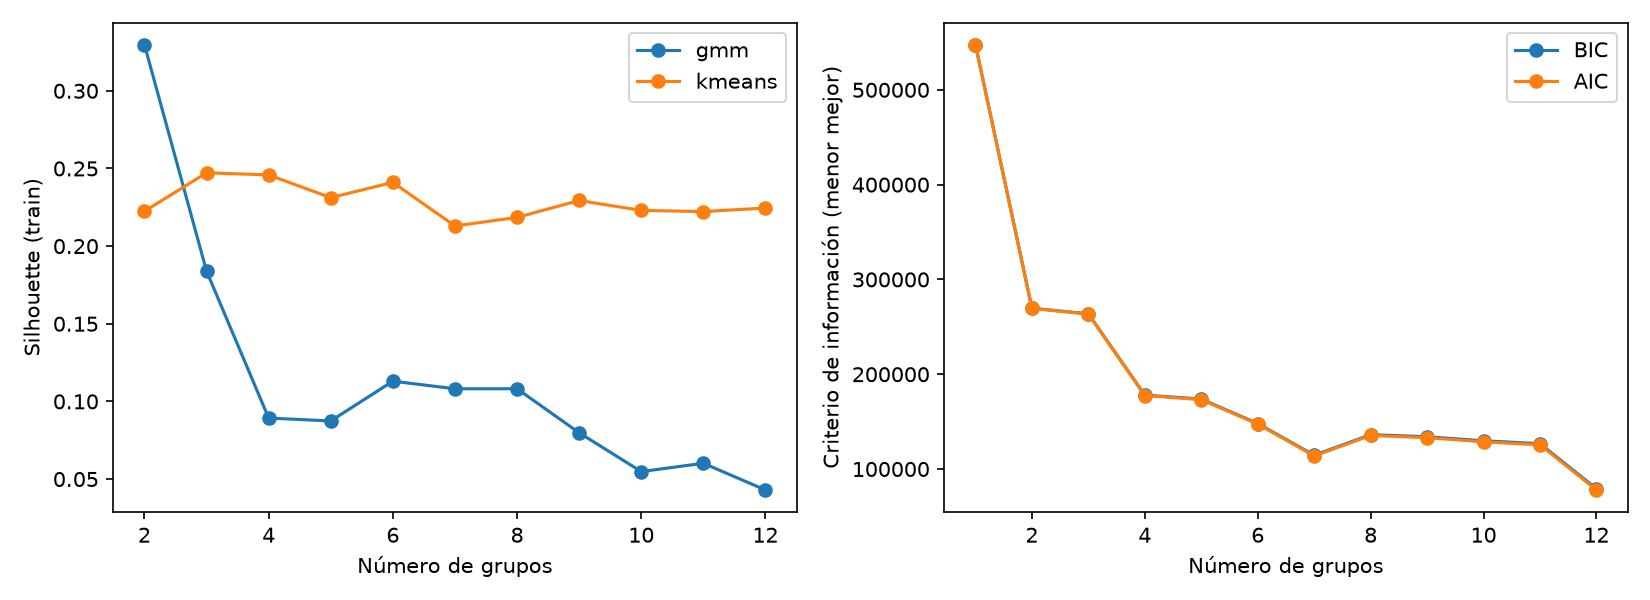 gmm
kmeans
Silhouette (train)
0.30
0.25
0.20
0.15
0.10
0.05
2 4 6 8 10 12
Número de grupos
BIC
AIC
Criterio de información (menor mejor)
500000
400000
300000
200000
100000
2 4 6 8 10 12
Número de grupos